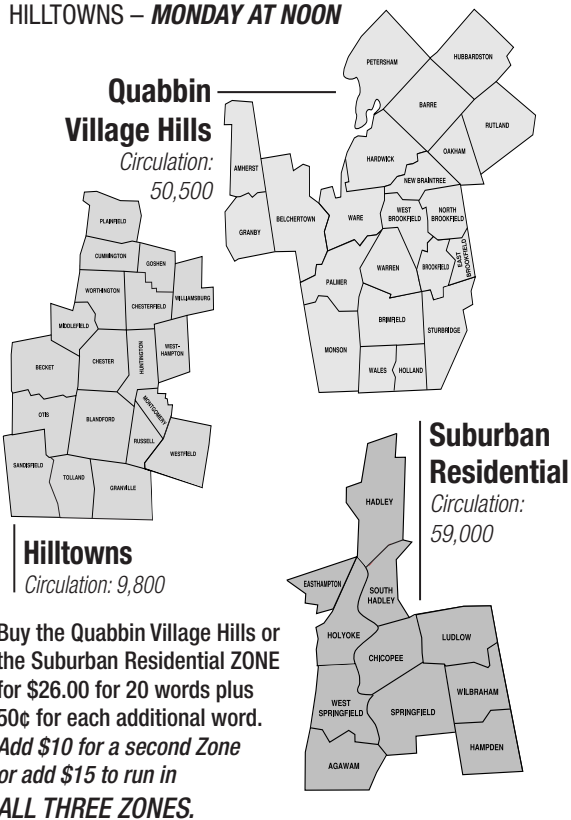 HILLTOWNS – MONDAY AT NOON
Quabbin
Village Hills
Circulation:
50,500
PETERSHAM
HUBBARDSTON
BARRE
RUTLAND
OAKHAM
HARDWICK
NEW BRAINTREE
AMHERST
BELCHERTOWN
GRANBY
WARE
WEST
BROOKFIELD
NORTH
BROOKFIELD
EAST
BROOKFIELD
BROOKFIELD
WARREN
PALMER
BRIMFIELD
STURBRIDGE
MONSON
WALES
HOLLAND
PLAINFIELD
CUMMINGTON
GOSHEN
WORTHINGTON
CHESTERFIELD
WILLIAMSBURG
MIDDLEFIELD
CHESTER
HUNTINGTON
WEST-
HAMPTON
BECKET
OTIS
BLANDFORD
MONTGOMERY
RUSSELL
WESTFIELD
SANDISFIELD
TOLLAND
GRANVILLE
Hilltowns
Circulation: 9,800
Suburban
Residential
Circulation:
59,000
HADLEY
EASTHAMPTON
SOUTH
HADLEY
HOLYOKE
CHICOPEE
LUDLOW
WEST
SPRINGFIELD
SPRINGFIELD
WILBRAHAM
AGAWAM
HAMPDEN
Buy the Quabbin Village Hills or
the Suburban Residential ZONE
for $26.00 for 20 words plus
50¢ for each additional word.
Add $10 for a second Zone
or add $15 to run in
ALL THREE ZONES.